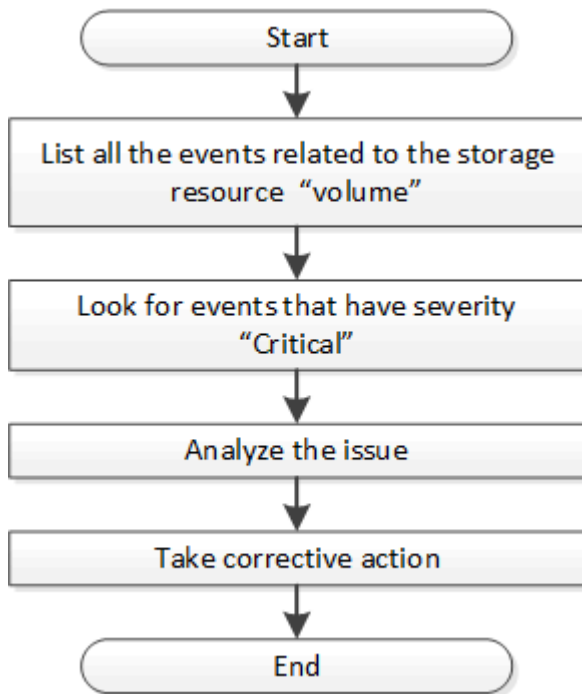 Start
List all the events related to the storage
resource “volume”
Look for events that have severity
“Critical”
Analyze the issue
Take corrective action
End